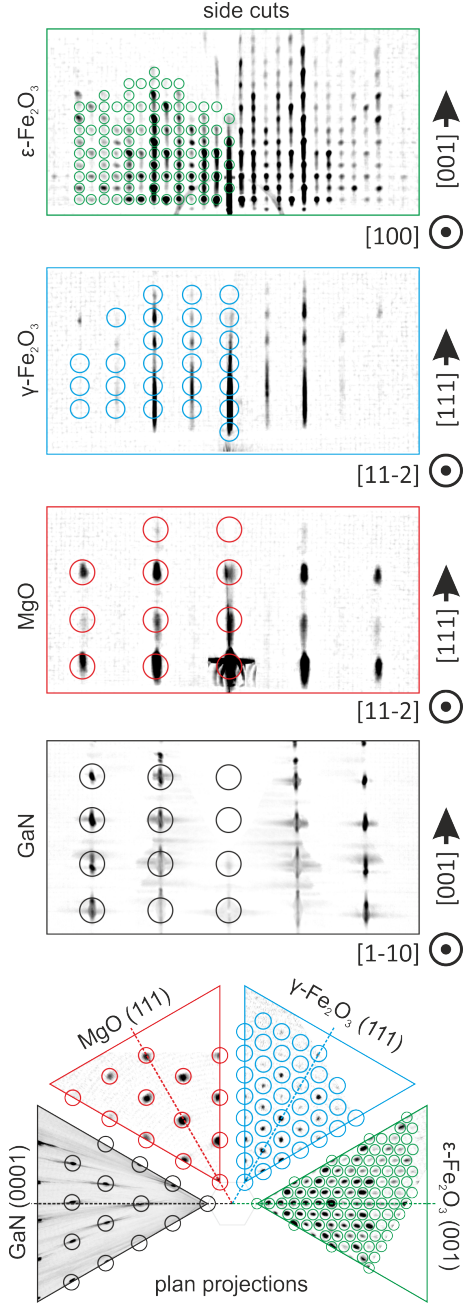 side cuts
ε-Fe₂O₃
[001]
[100]
γ-Fe₂O₃
[111]
[11-2]
MgO
[111]
[11-2]
GaN
[001]
[1-10]
MgO (111)
γ-Fe₂O₃ (111)
GaN (0001)
ε-Fe₂O₃ (001)
plan projections